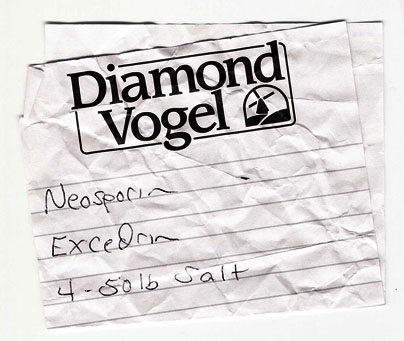 Diamond
Vogel
Neosporin
Excedrin
4-50lb Salt